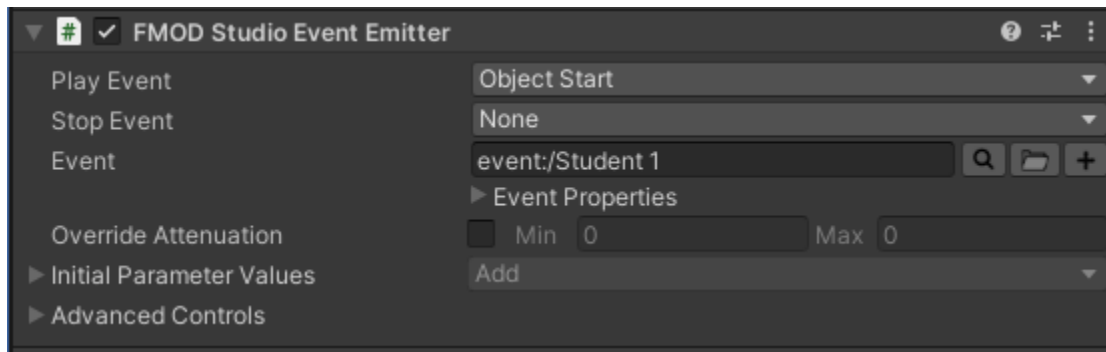 # FMOD Studio Event Emitter ?
Play Event Object Start
Stop Event None
Event event:/Student 1 +
Event Properties
Override Attenuation Min 0 Max 0
Initial Parameter Values Add
Advanced Controls